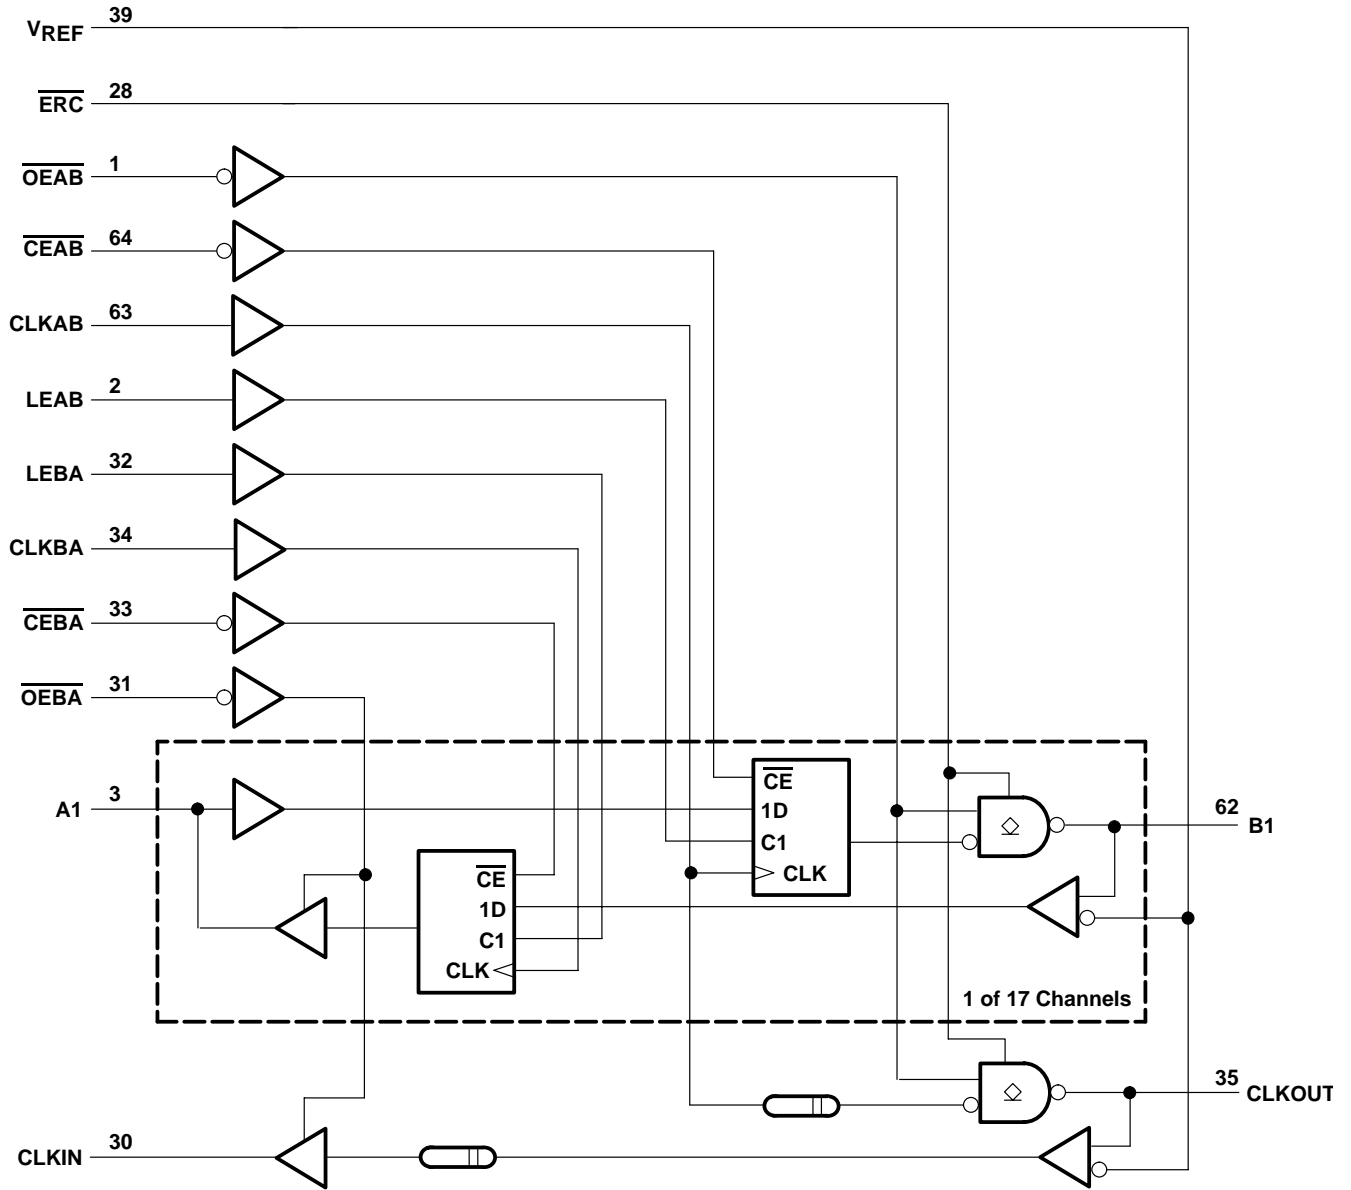 39
VREF
28
ERC
1
OEAB
64
CEAB
63
CLKAB
2
LEAB
32
LEBA
34
CLKBA
33
CEBA
31
OEBA
3
A1
CE
1D
C1
CLK
62
B1
CE
1D
C1
CLK
1 of 17 Channels
35
CLKOUT
30
CLKIN